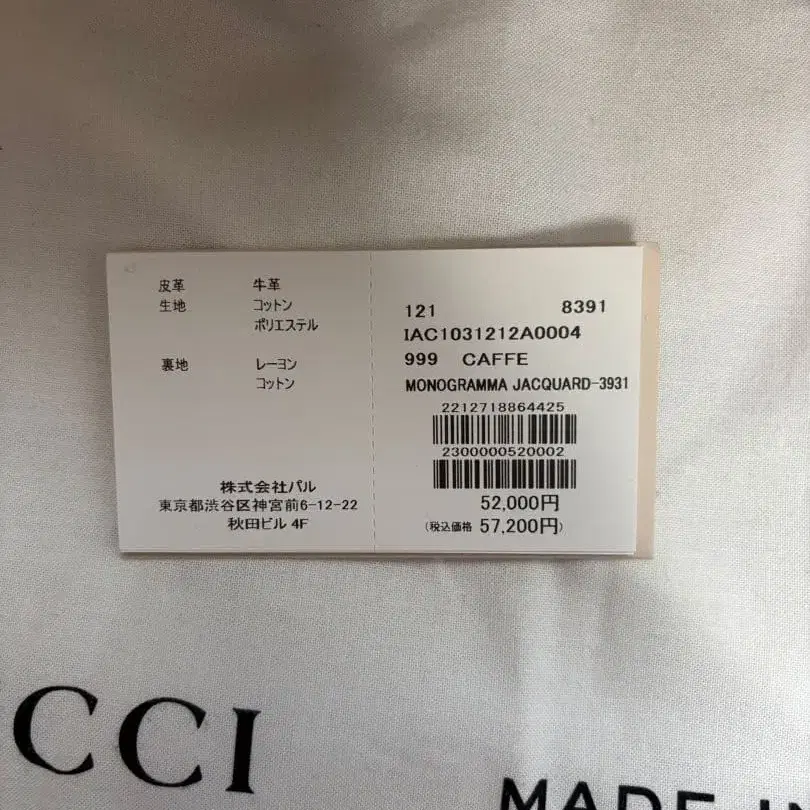 皮革 牛革
生地 コットン
ポリエステル
裏地 レーヨン
コットン
株式会社パル
東京都渋谷区神宮前6-12-22
秋田ビル 4F
121 8391
IAC1031212A0004
999 CAFFE
MONOGRAMMA JACQUARD-3931
2212718864425
2300000520002
52,000円
(税込価格 57,200円)
CCI
MADE IN